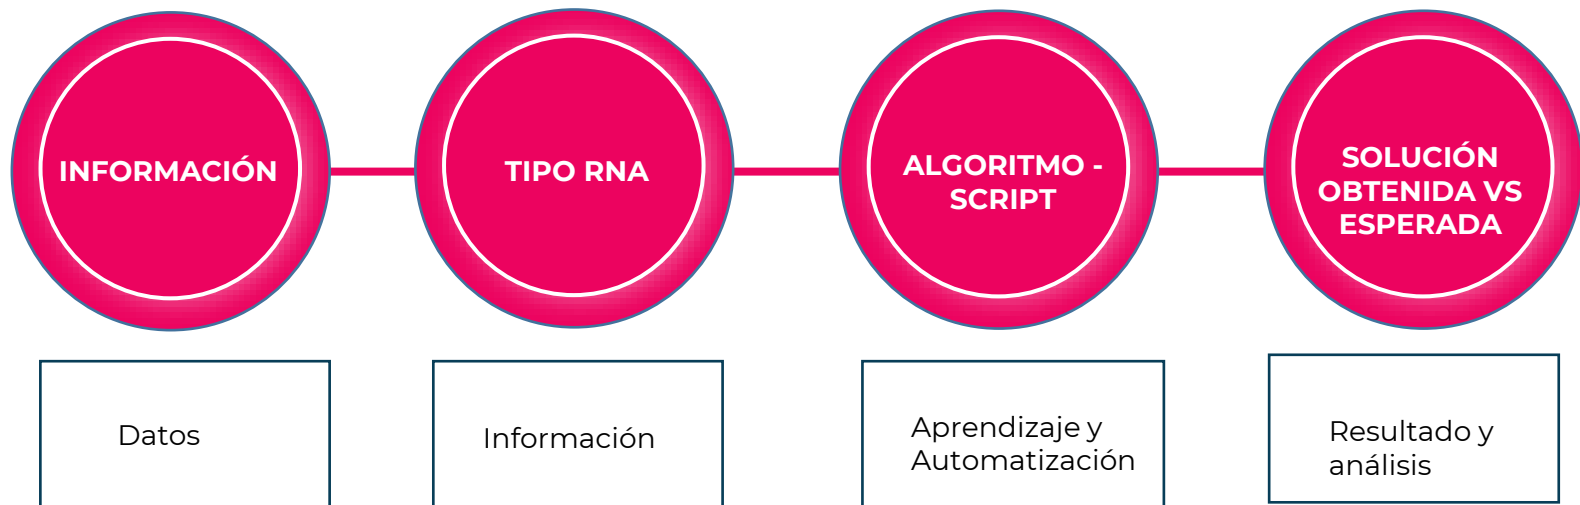 INFORMACIÓN
TIPO RNA
ALGORITMO -
SCRIPT
SOLUCIÓN
OBTENIDA VS
ESPERADA
Datos
Información
Aprendizaje y
Automatización
Resultado y
análisis